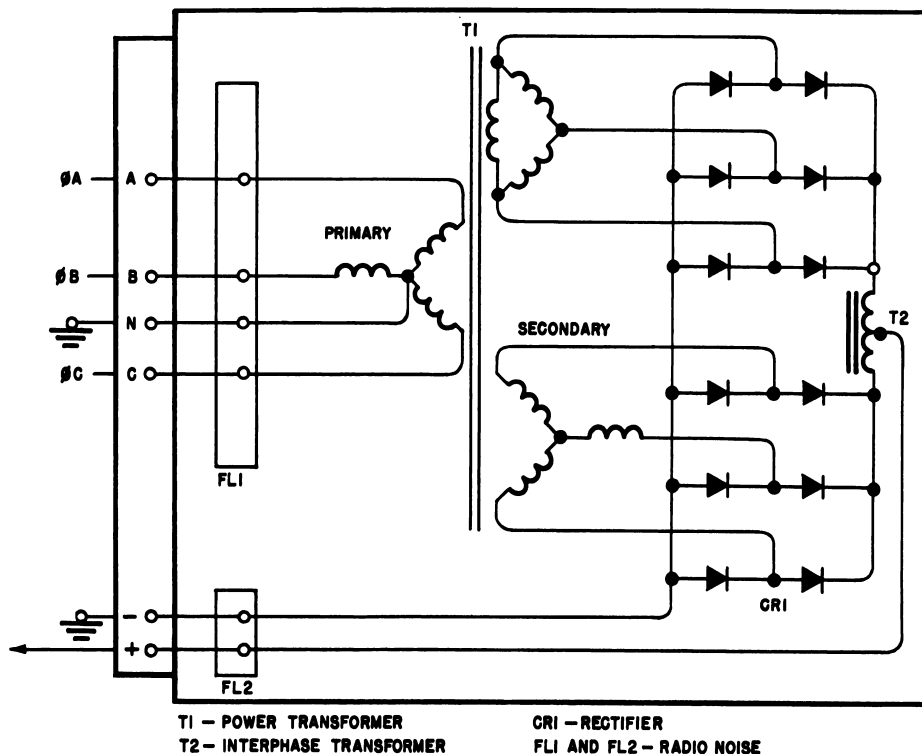 T1
ØA A
PRIMARY
ØB B
N
SECONDARY
T2
ØC C
FL1
CR1
-
+
FL2
T1 – POWER TRANSFORMER
CR1 – RECTIFIER
T2 – INTERPHASE TRANSFORMER
FL1 AND FL2 – RADIO NOISE